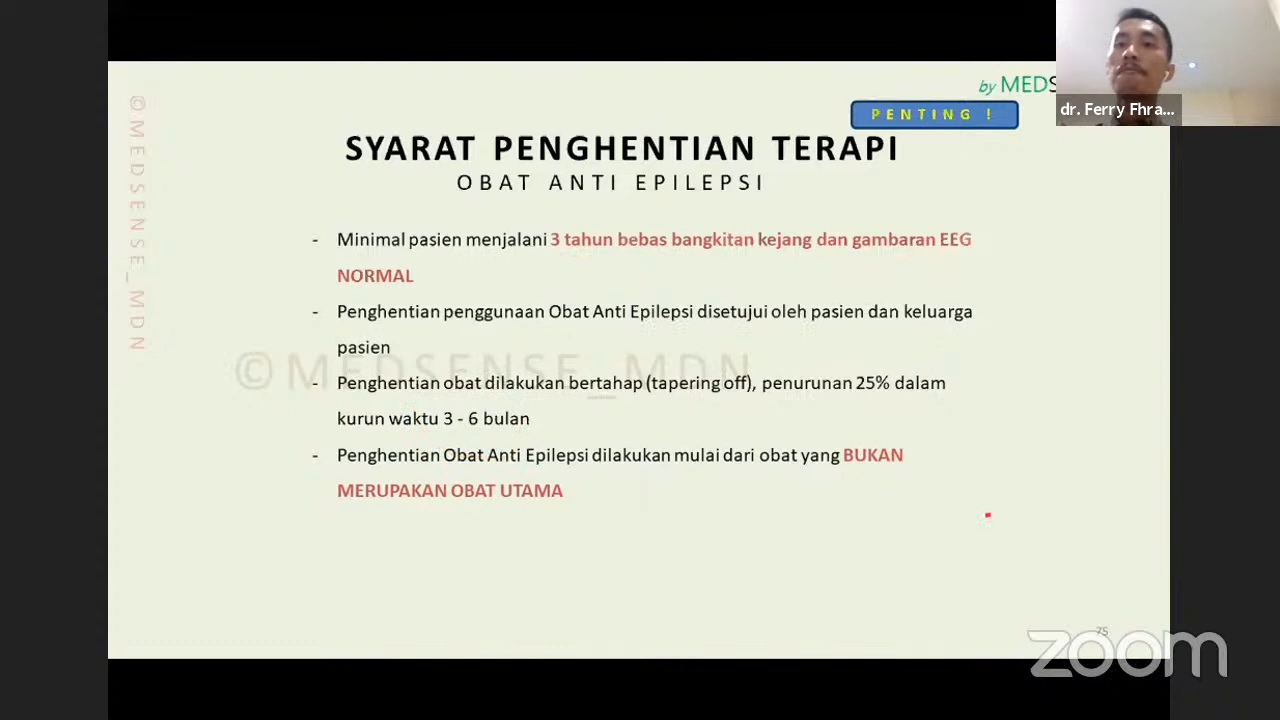 by MEDS
dr. Ferry Fhra...
PENTING !
SYARAT PENGHENTIAN TERAPI
OBAT ANTI EPILEPSI
- Minimal pasien menjalani 3 tahun bebas bangkitan kejang dan gambaran EEG
NORMAL
- Penghentian penggunaan Obat Anti Epilepsi disetujui oleh pasien dan keluarga
pasien
- Penghentian obat dilakukan bertahap (tapering off), penurunan 25% dalam
kurun waktu 3 - 6 bulan
- Penghentian Obat Anti Epilepsi dilakukan mulai dari obat yang BUKAN
MERUPAKAN OBAT UTAMA
©MEDSENSE_MDN
©MEDSENSE_MDN
75
zoom